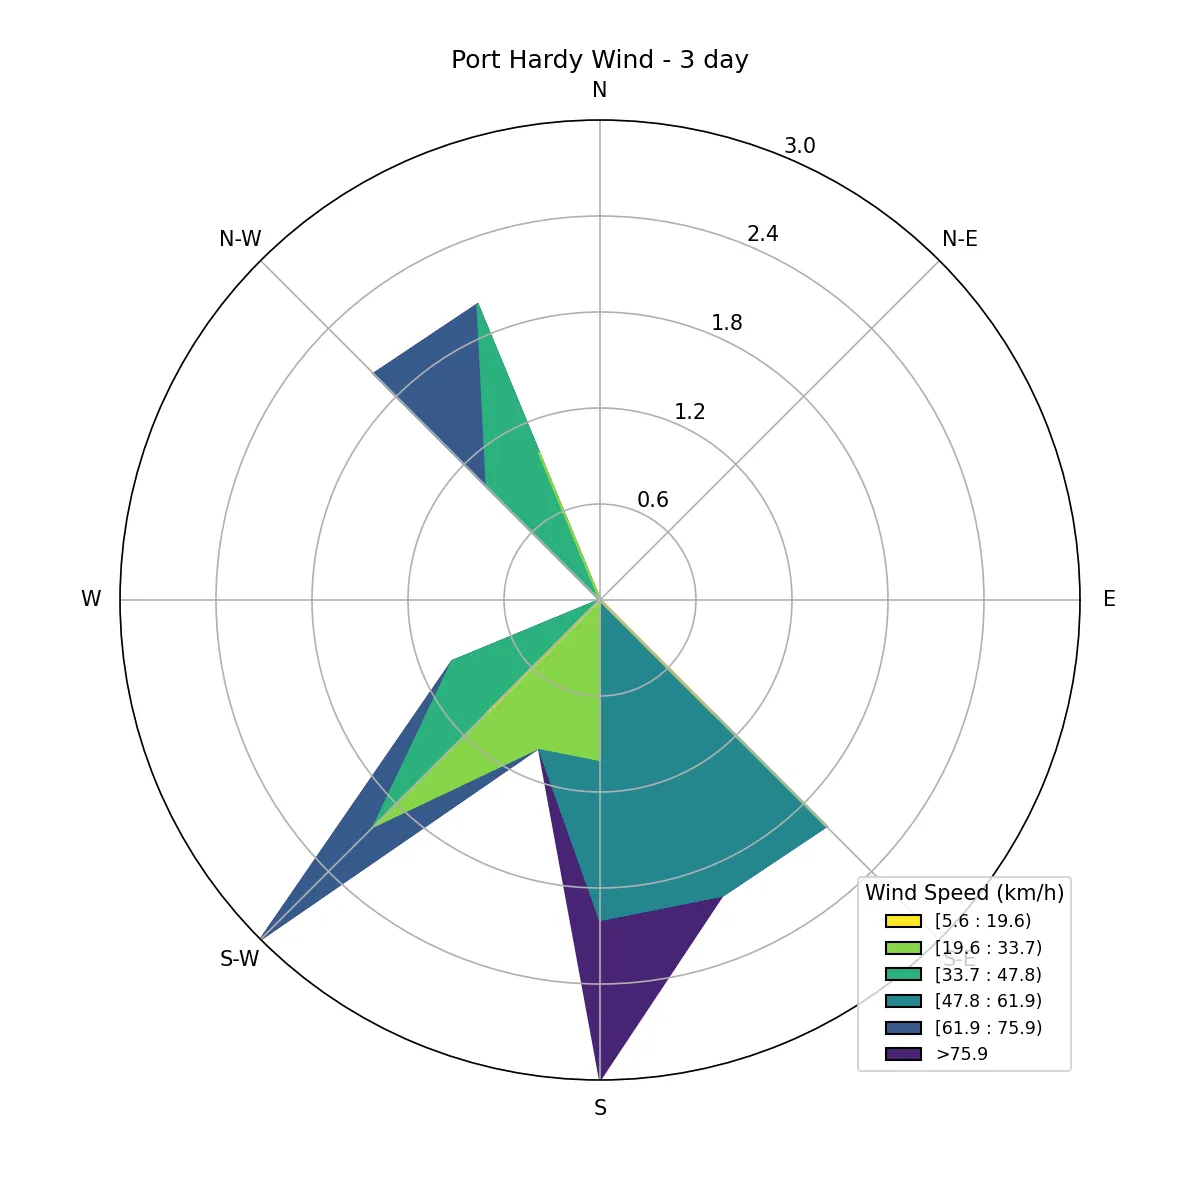 Port Hardy Wind - 3 day
N
3.0
N-W
2.4
N-E
1.8
1.2
0.6
W
E
S-W
S-E
S
Wind Speed (km/h)
[5.6 : 19.6)
[19.6 : 33.7)
[33.7 : 47.8)
[47.8 : 61.9)
[61.9 : 75.9)
>75.9